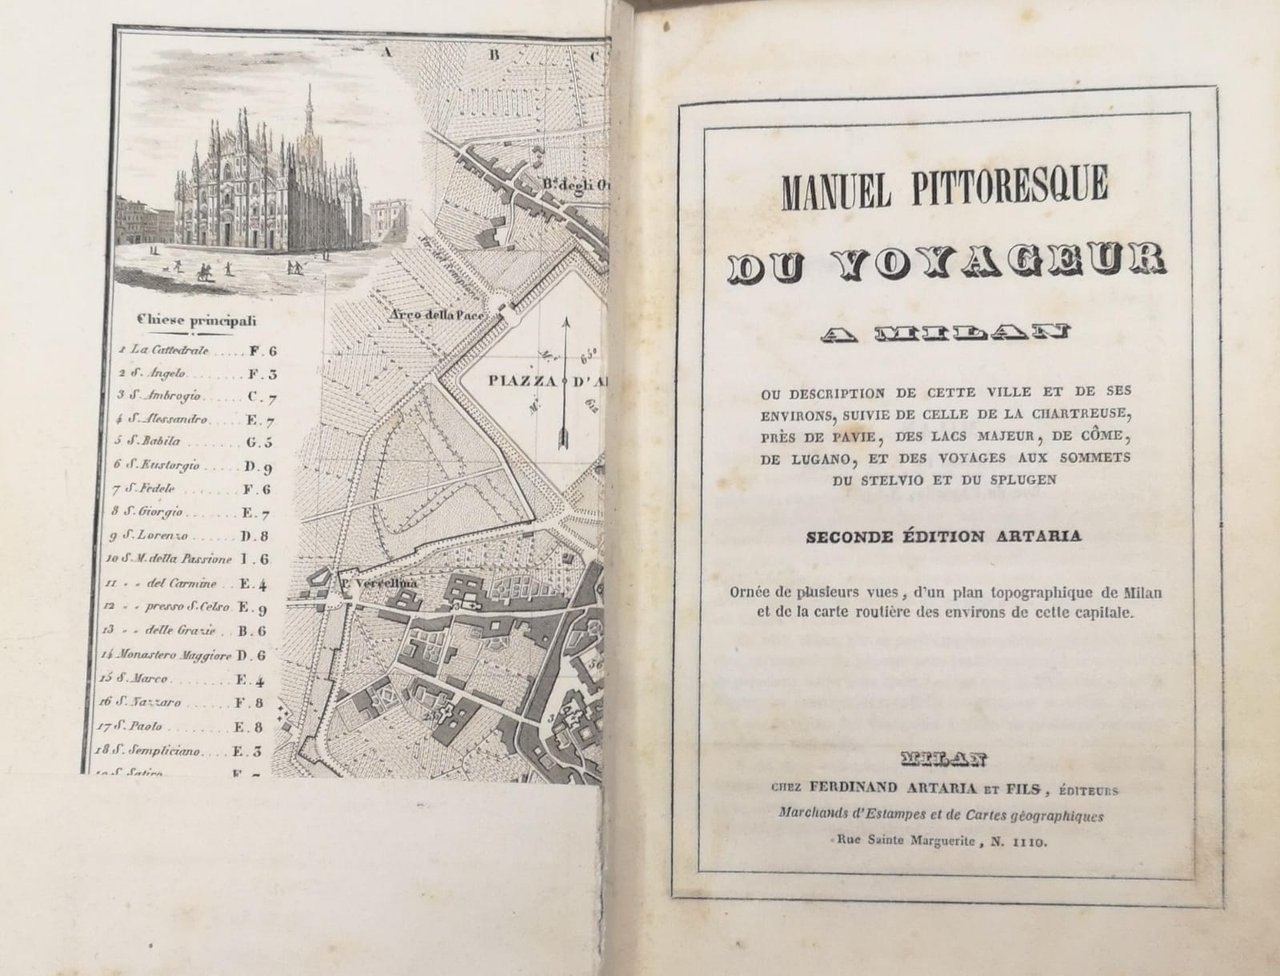 A B C
B.º degli O
Arco della Pace
PIAZZA D'A
P. Vercellina
Chiese principali
1 La Cattedrale ..... F. 6
2 S. Angelo ........ F. 3
3 S. Ambrogio ...... C. 7
4 S. Alessandro .... E. 7
5 S. Babila ....... G. 5
6 S. Eustorgio ..... D. 9
7 S. Fedele ....... F. 6
8 S. Giorgio ....... E. 7
9 S. Lorenzo ...... D. 8
10 S. M. della Passione I . 6
11 " " del Carmine .. E. 4
12 " " presso S. Celso E. 9
13 " " delle Grazie .. B. 6
14 Monastero Maggiore D. 6
15 S. Marco ........ E. 4
16 S. Nazzaro ...... F. 8
17 S. Paolo ........ E. 8
18 S. Sempliciano .... E. 3
MANUEL PITTORESQUE
DU VOYAGEUR
A MILAN
OU DESCRIPTION DE CETTE VILLE ET DE SES
ENVIRONS, SUIVIE DE CELLE DE LA CHARTREUSE,
PRÈS DE PAVIE, DES LACS MAJEUR, DE CÔME,
DE LUGANO, ET DES VOYAGES AUX SOMMETS
DU STELVIO ET DU SPLUGEN
SECONDE ÉDITION ARTARIA
Ornée de plusieurs vues, d'un plan topographique de Milan
et de la carte routière des environs de cette capitale.
MILAN
CHEZ FERDINAND ARTARIA ET FILS, ÉDITEURS
Marchands d'Estampes et de Cartes géographiques
Rue Sainte Marguerite, N. 1110.